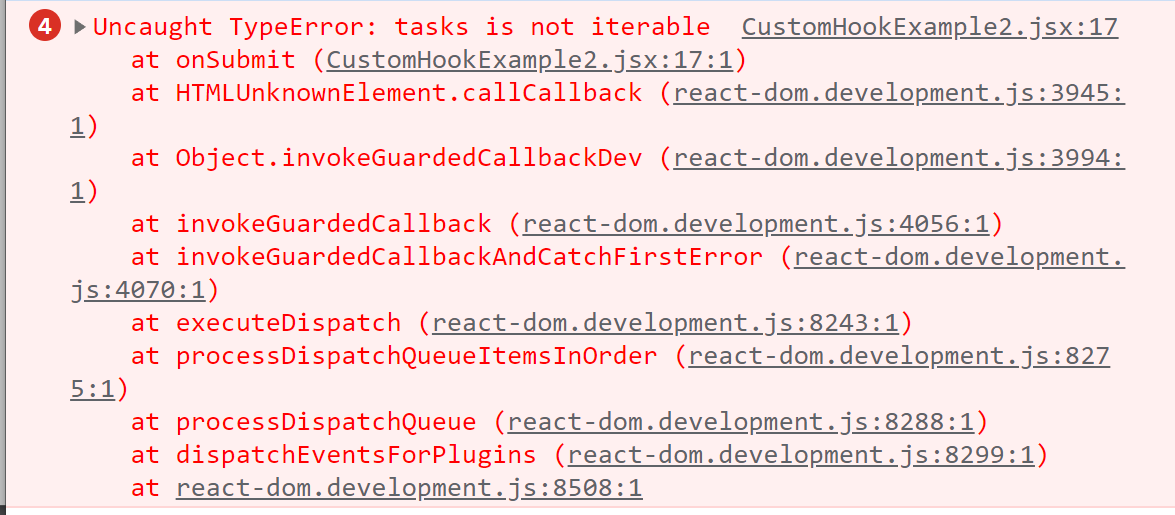 4 ▶Uncaught TypeError: tasks is not iterable CustomHookExample2.jsx:17
at onSubmit (CustomHookExample2.jsx:17:1)
at HTMLUnknownElement.callCallback (react-dom.development.js:3945:
1)
at Object.invokeGuardedCallbackDev (react-dom.development.js:3994:
1)
at invokeGuardedCallback (react-dom.development.js:4056:1)
at invokeGuardedCallbackAndCatchFirstError (react-dom.development.
js:4070:1)
at executeDispatch (react-dom.development.js:8243:1)
at processDispatchQueueItemsInOrder (react-dom.development.js:827
5:1)
at processDispatchQueue (react-dom.development.js:8288:1)
at dispatchEventsForPlugins (react-dom.development.js:8299:1)
at react-dom.development.js:8508:1